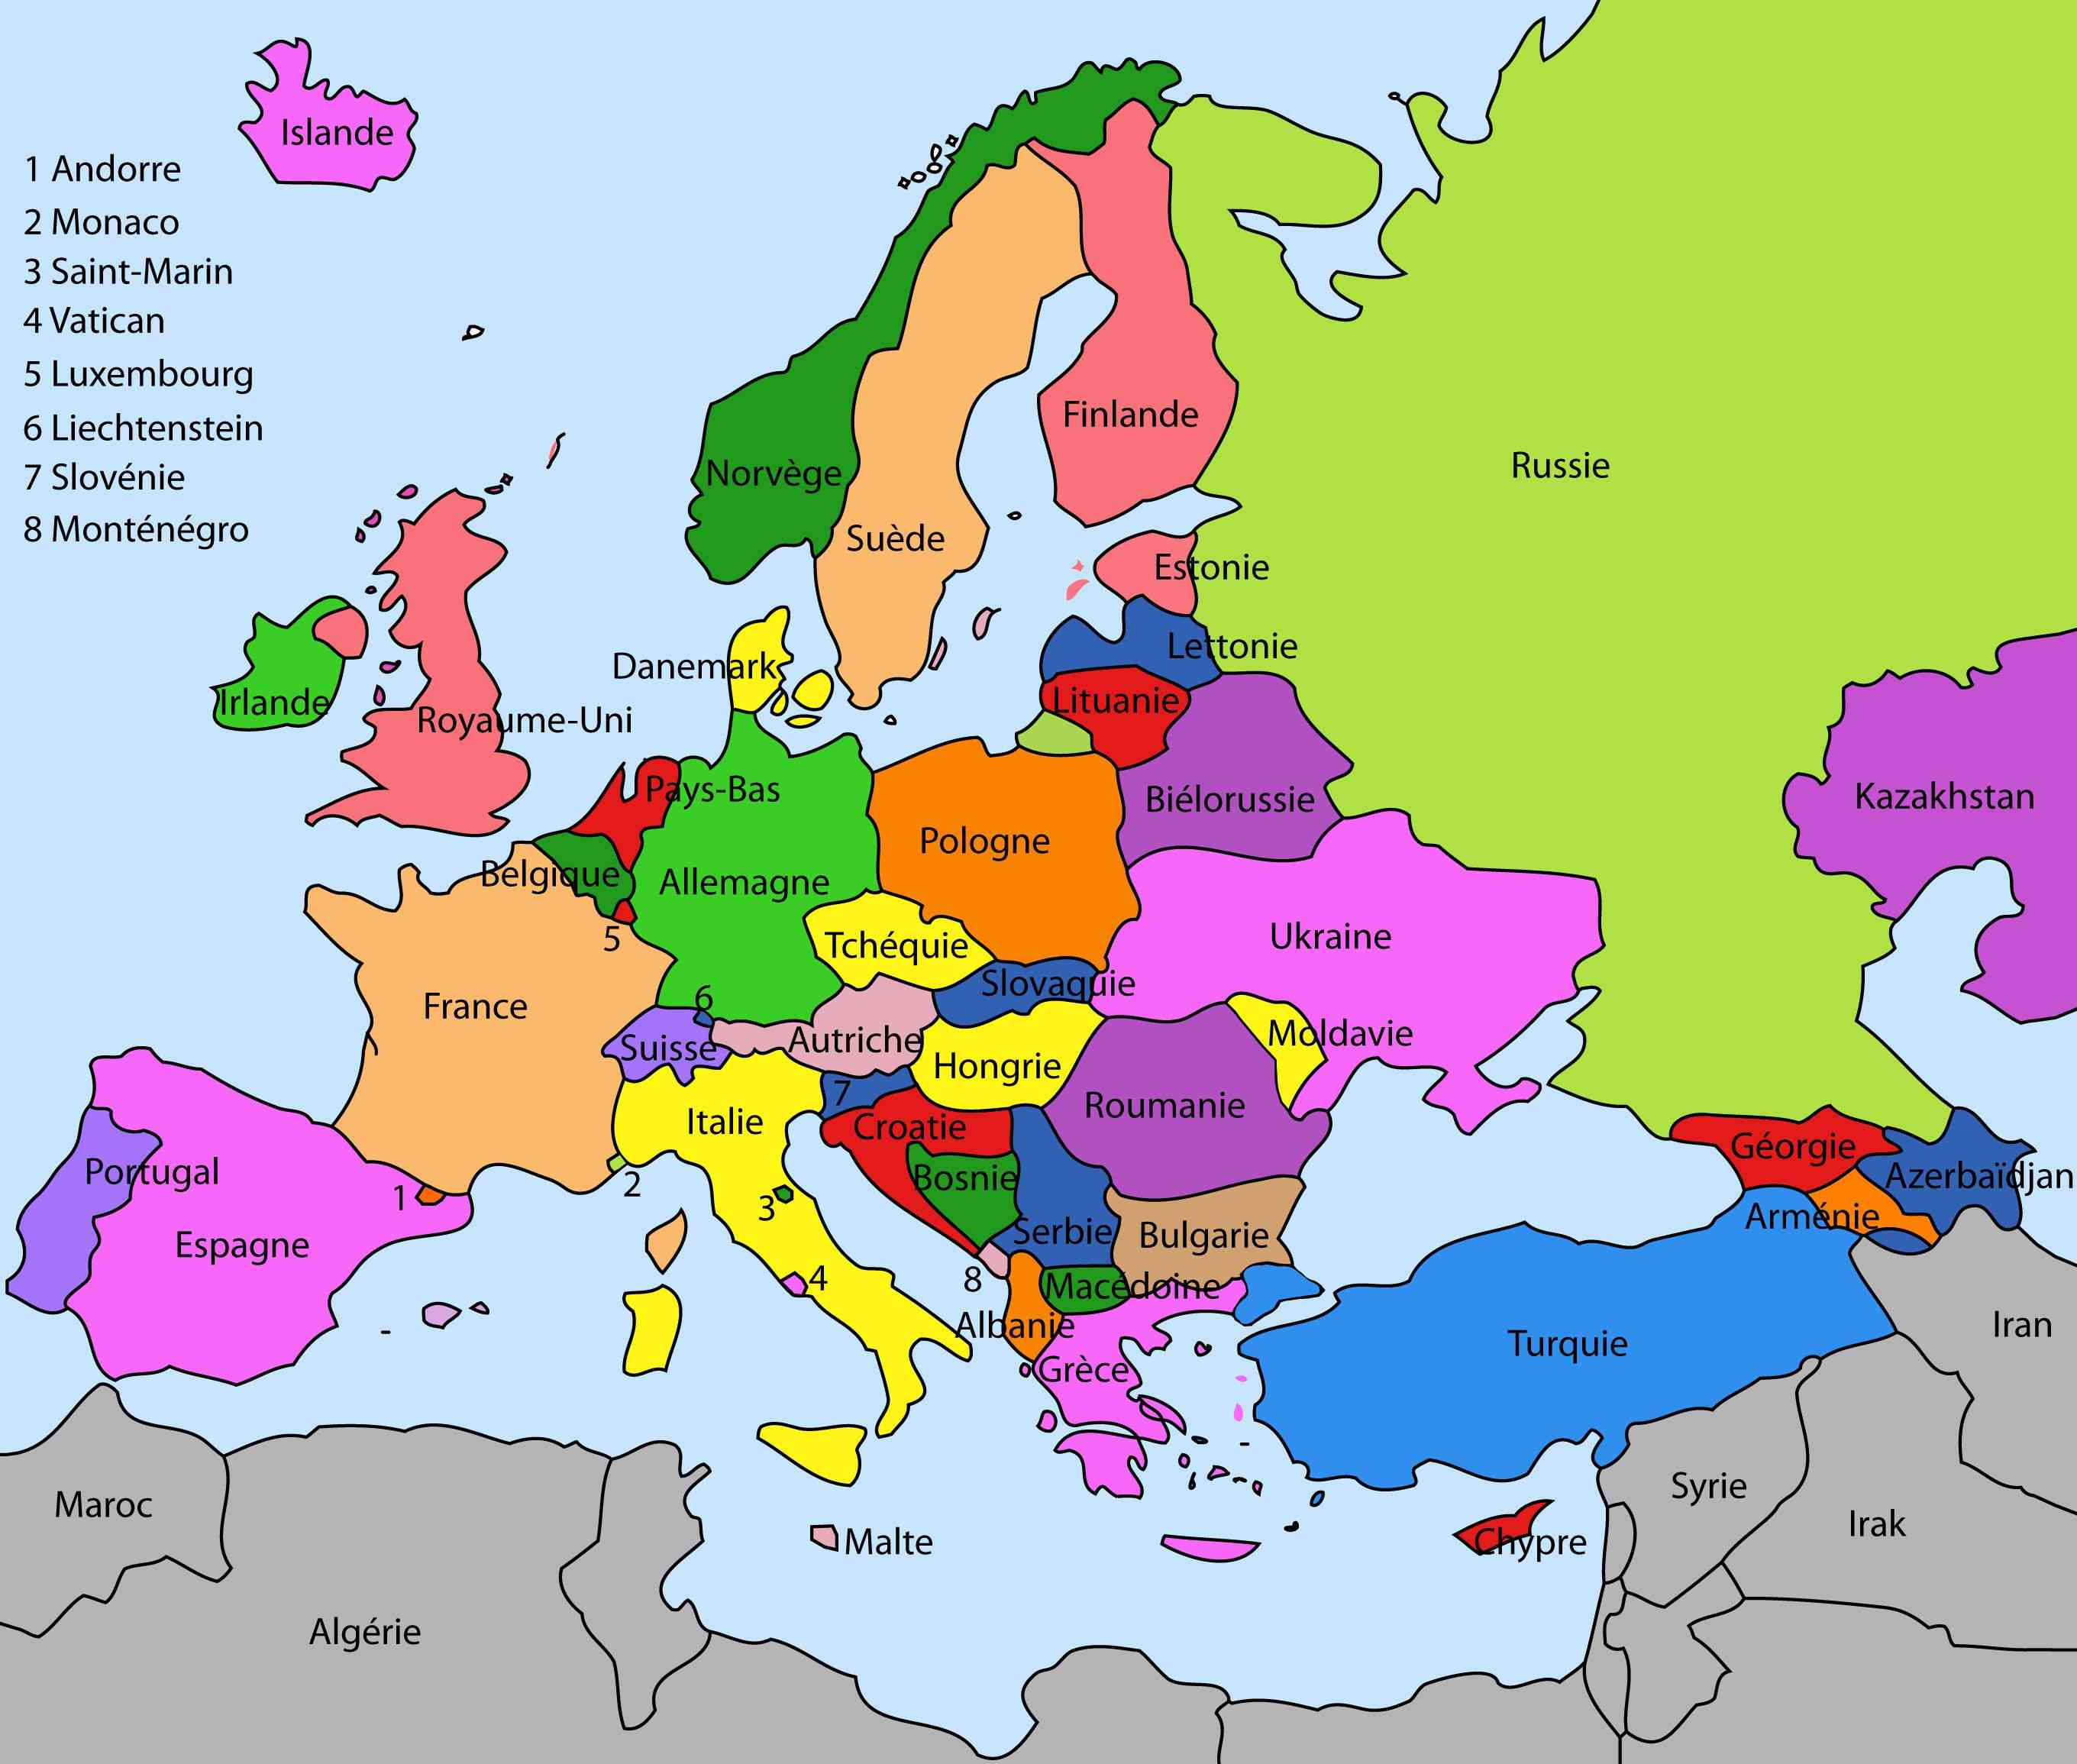 Islande
1 Andorre
2 Monaco
3 Saint-Marin
4 Vatican
5 Luxembourg
6 Liechtenstein
7 Slovénie
8 Monténégro
Finlande
Norvège
Russie
Suède
Estonie
Lettonie
Danemark
Lituanie
Irlande
Royaume-Uni
Pays-Bas
Biélorussie
Kazakhstan
Pologne
Belgique
Allemagne
5
Tchéquie
Ukraine
Slovaquie
6
France
Moldavie
Suisse
Autriche
Hongrie
7
Roumanie
Italie
Croatie
Géorgie
Portugal
1
2
3
Bosnie
Azerbaïdjan
Arménie
Espagne
Serbie
Bulgarie
4
8
Macédoine
Albanie
Iran
Turquie
Grèce
Syrie
Maroc
Malte
Chypre
Irak
Algérie